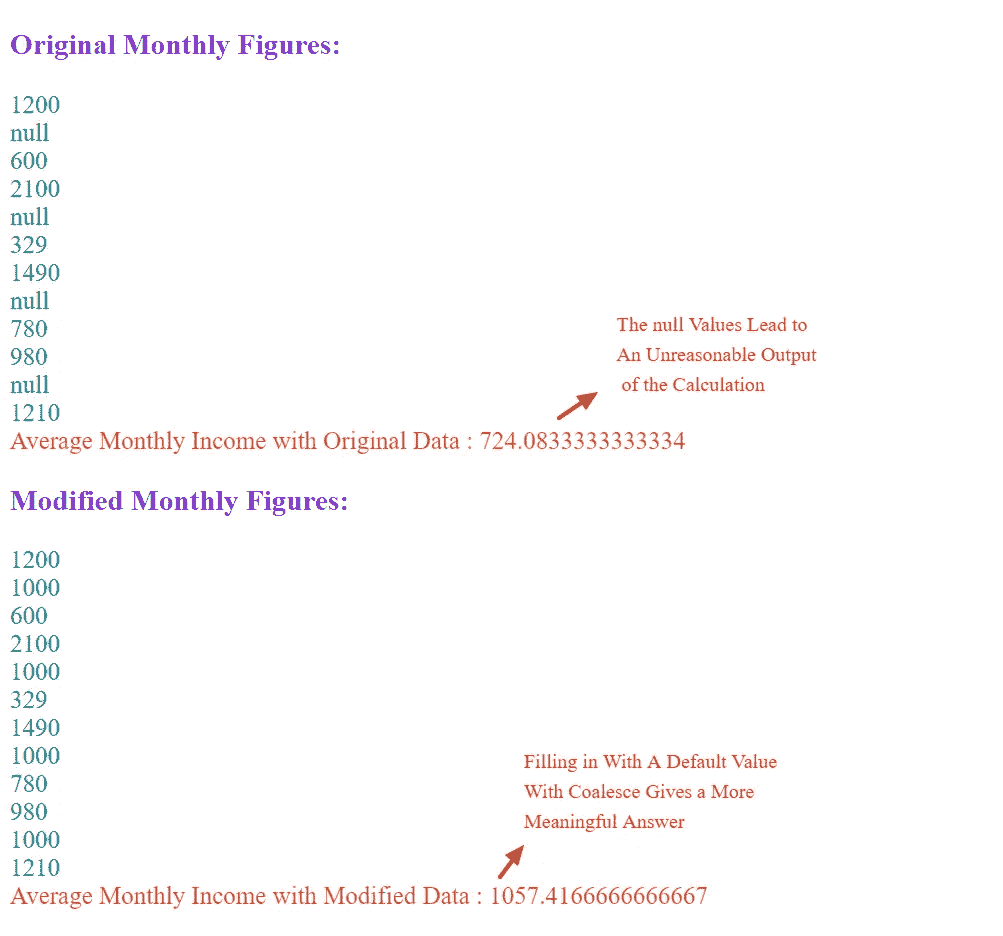 Original Monthly Figures:
1200
null
600
2100
null
329
1490
null
780
980
null
1210
The null Values Lead to
An Unreasonable Output
of the Calculation
Average Monthly Income with Original Data : 724.0833333333334
Modified Monthly Figures:
1200
1000
600
2100
1000
329
1490
1000
780
980
1000
1210
Filling in With A Default Value
With Coalesce Gives a More
Meaningful Answer
Average Monthly Income with Modified Data : 1057.4166666666667